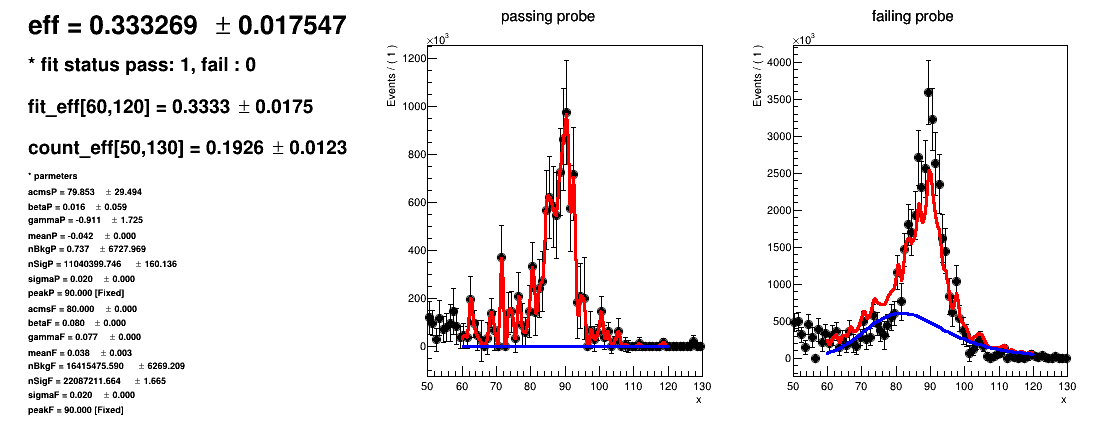 eff = 0.333269 ± 0.017547
* fit status pass: 1, fail : 0
fit_eff[60,120] = 0.3333 ± 0.0175
count_eff[50,130] = 0.1926 ± 0.0123
* parmeters
acmsP = 79.853 ± 29.494
betaP = 0.016 ± 0.059
gammaP = -0.911 ± 1.725
meanP = -0.042 ± 0.000
nBkgP = 0.737 ± 6727.969
nSigP = 11040399.746 ± 160.136
sigmaP = 0.020 ± 0.000
peakP = 90.000 [Fixed]
acmsF = 80.000 ± 0.000
betaF = 0.080 ± 0.000
gammaF = 0.077 ± 0.000
meanF = 0.038 ± 0.003
nBkgF = 16415475.590 ± 6269.209
nSigF = 22087211.664 ± 1.665
sigmaF = 0.020 ± 0.000
peakF = 90.000 [Fixed]
passing probe
×10³
Events / ( 1 )
1200
1000
800
600
400
200
0
50 60 70 80 90 100 110 120 130
x
failing probe
×10³
Events / ( 1 )
4000
3500
3000
2500
2000
1500
1000
500
0
50 60 70 80 90 100 110 120 130
x